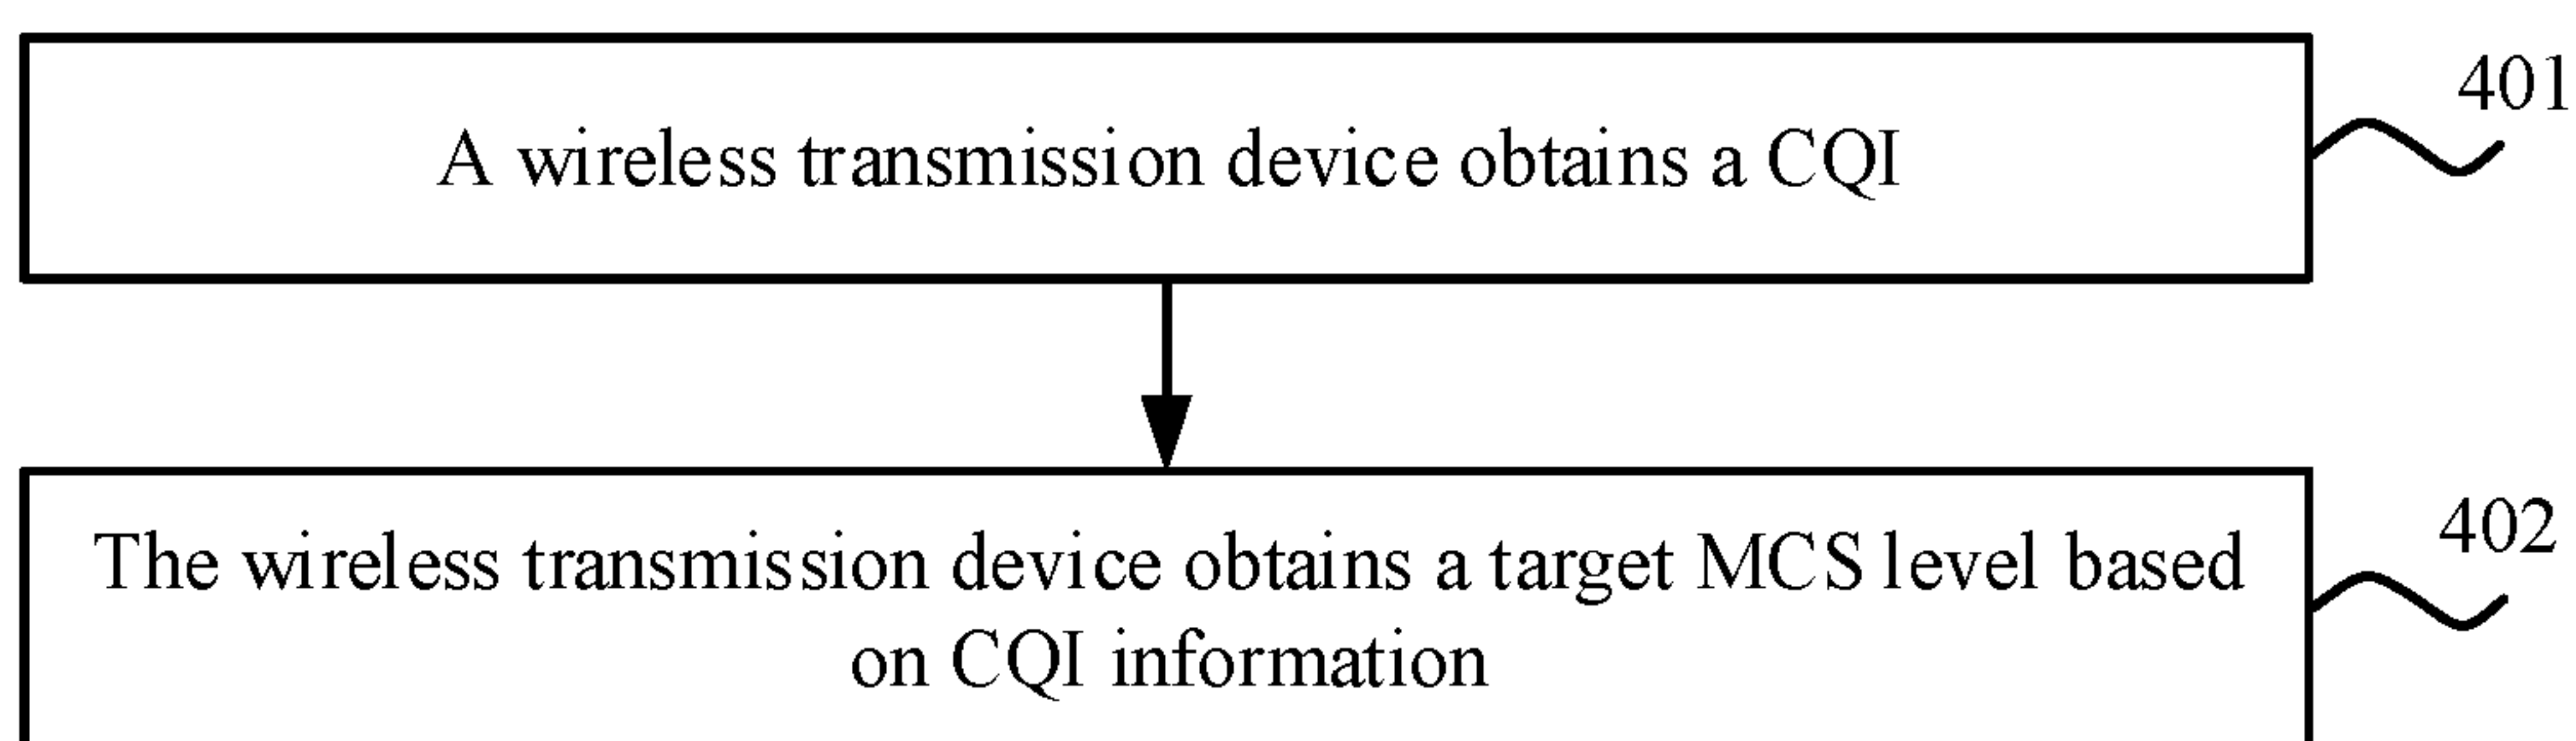 A wireless transmission device obtains a CQI
401
The wireless transmission device obtains a target MCS level based
on CQI information
402